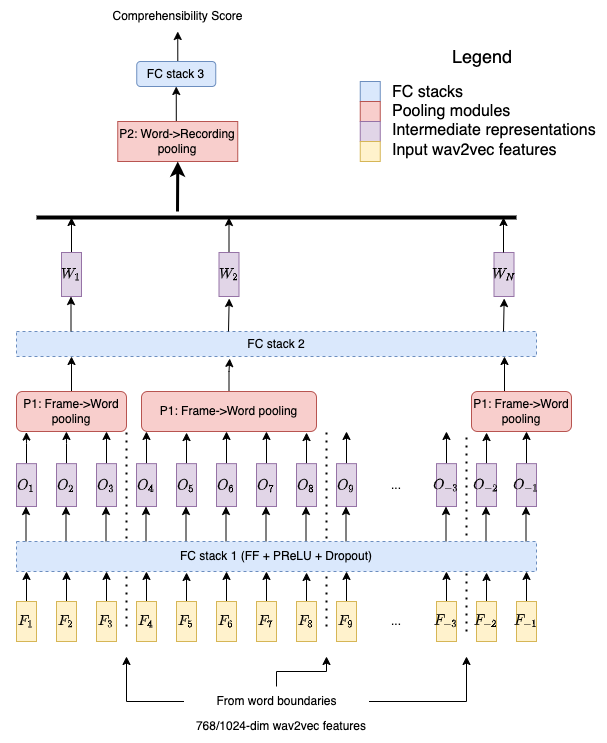 Comprehensibility Score
FC stack 3
P2: Word->Recording
pooling
Legend
FC stacks
Pooling modules
Intermediate representations
Input wav2vec features
W1
W2
WN
FC stack 2
P1: Frame->Word
pooling
P1: Frame->Word pooling
P1: Frame->Word
pooling
O1 O2 O3 O4 O5 O6 O7 O8 O9 ... O−3 O−2 O−1
FC stack 1 (FF + PReLU + Dropout)
F1 F2 F3 F4 F5 F6 F7 F8 F9 ... F−3 F−2 F−1
From word boundaries
768/1024-dim wav2vec features